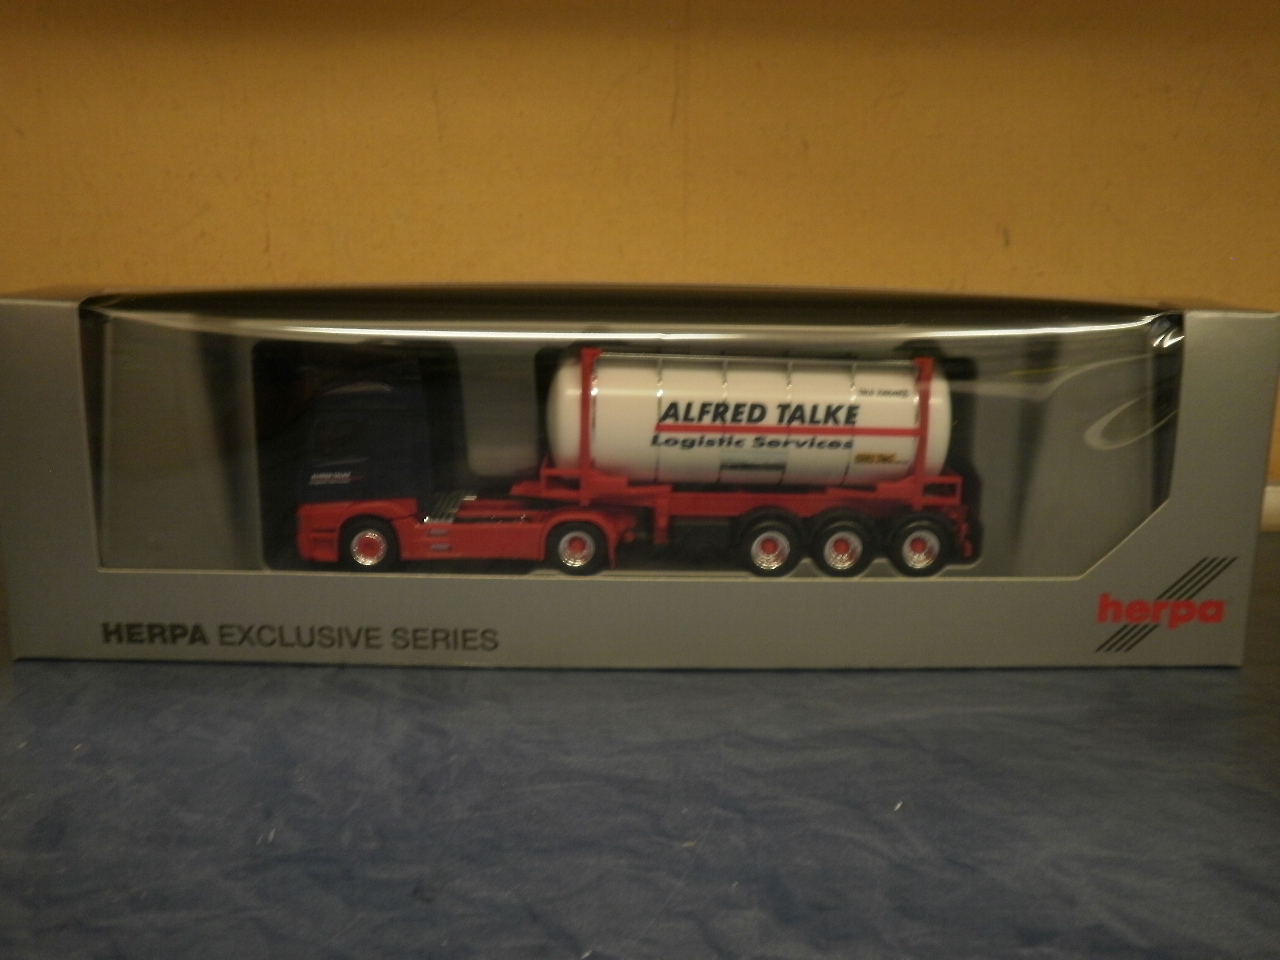 ALFRED TALKE
Logistic Services
HERPA EXCLUSIVE SERIES
herpa